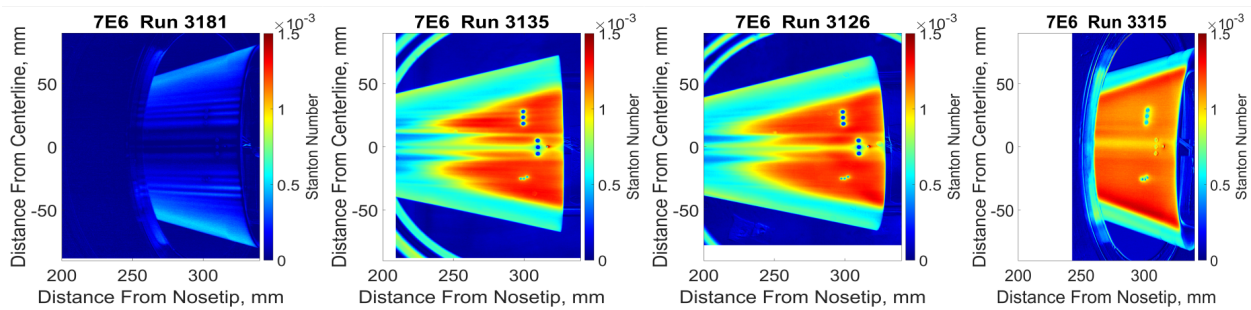 7E6 Run 3181
×10⁻³
1.5
1
0.5
0
Stanton Number
50
0
-50
Distance From Centerline, mm
200
300
Distance From Nosetip, mm
7E6 Run 3135
×10⁻³
1.5
1
0.5
0
Stanton Number
50
0
-50
Distance From Centerline, mm
200
300
Distance From Nosetip, mm
7E6 Run 3126
×10⁻³
1.5
1
0.5
0
Stanton Number
50
0
-50
Distance From Centerline, mm
200
300
Distance From Nosetip, mm
7E6 Run 3315
×10⁻³
1.5
1
0.5
0
Stanton Number
50
0
-50
Distance From Centerline, mm
200
300
Distance From Nosetip, mm